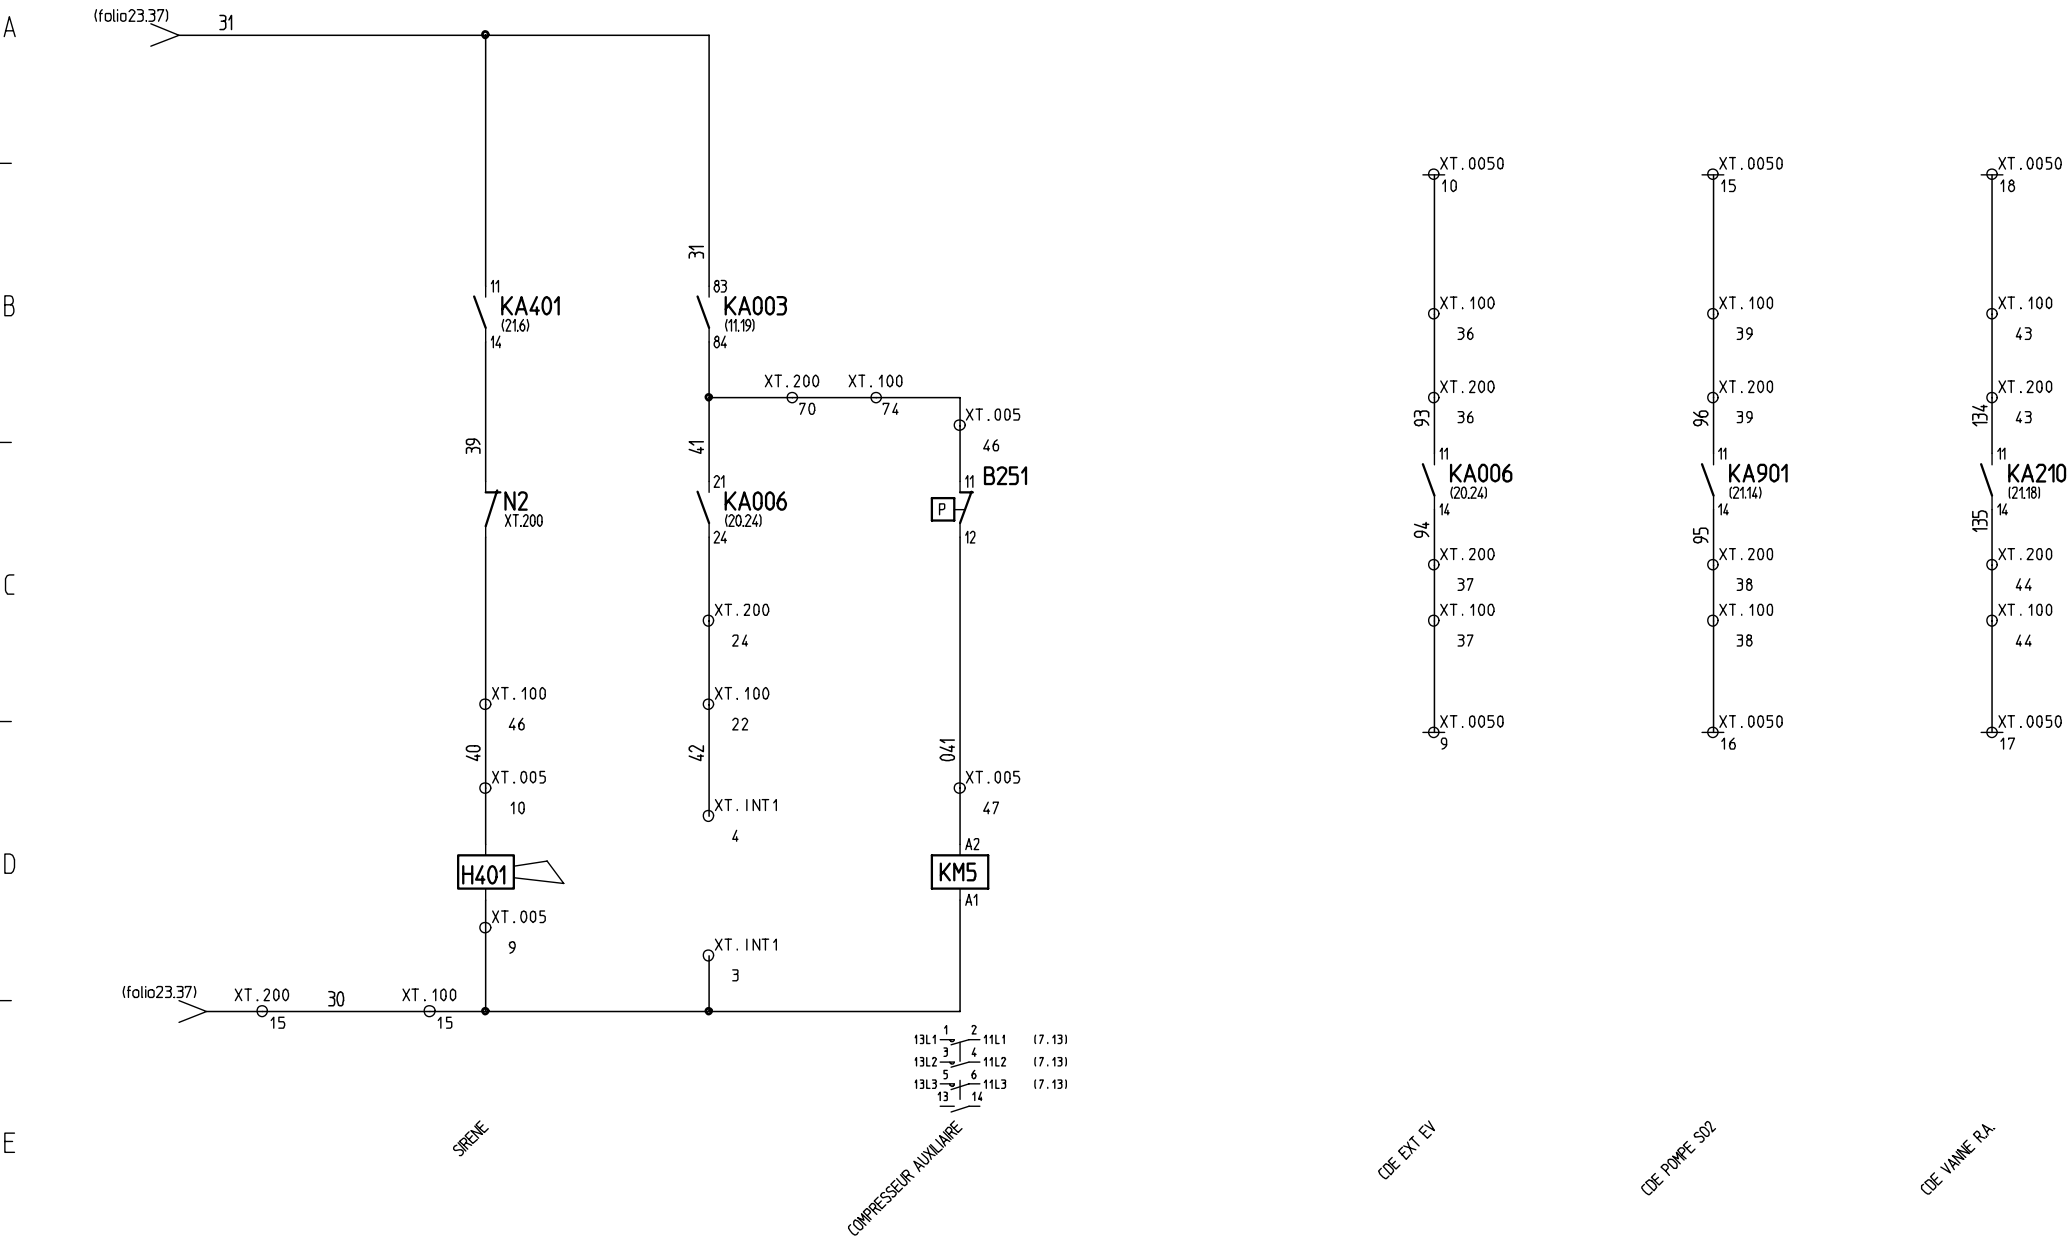 A
(folio23.37)
31
XT.0050
10
XT.0050
15
XT.0050
18
31
B
11
KA401
(21.6)
14
83
KA003
(11.19)
84
XT.100
36
XT.100
39
XT.100
43
XT.200
70
XT.100
74
XT.200
36
XT.200
39
XT.200
43
XT.005
46
39
41
93
96
134
N2
XT.200
21
KA006
(20.24)
24
11
B251
P
12
11
KA006
(20.24)
14
11
KA901
(21.14)
14
11
KA210
(21.18)
14
94
95
135
C
XT.200
37
XT.200
38
XT.200
44
XT.200
24
XT.100
37
XT.100
38
XT.100
44
XT.100
46
XT.100
22
XT.0050
9
XT.0050
16
XT.0050
17
40
42
041
XT.005
10
XT.INT1
4
XT.005
47
D
H401
A2
KM5
A1
XT.005
9
XT.INT1
3
(folio23.37)
XT.200
15
30
XT.100
15
1 2
13L1 11L1 (7.13)
3 4
13L2 11L2 (7.13)
5 6
13L3 11L3 (7.13)
13 14
E
SIRENE
COMPRESSEUR AUXILIAIRE
CDE EXT EV
CDE POMPE SO2
CDE VANNE R.A.